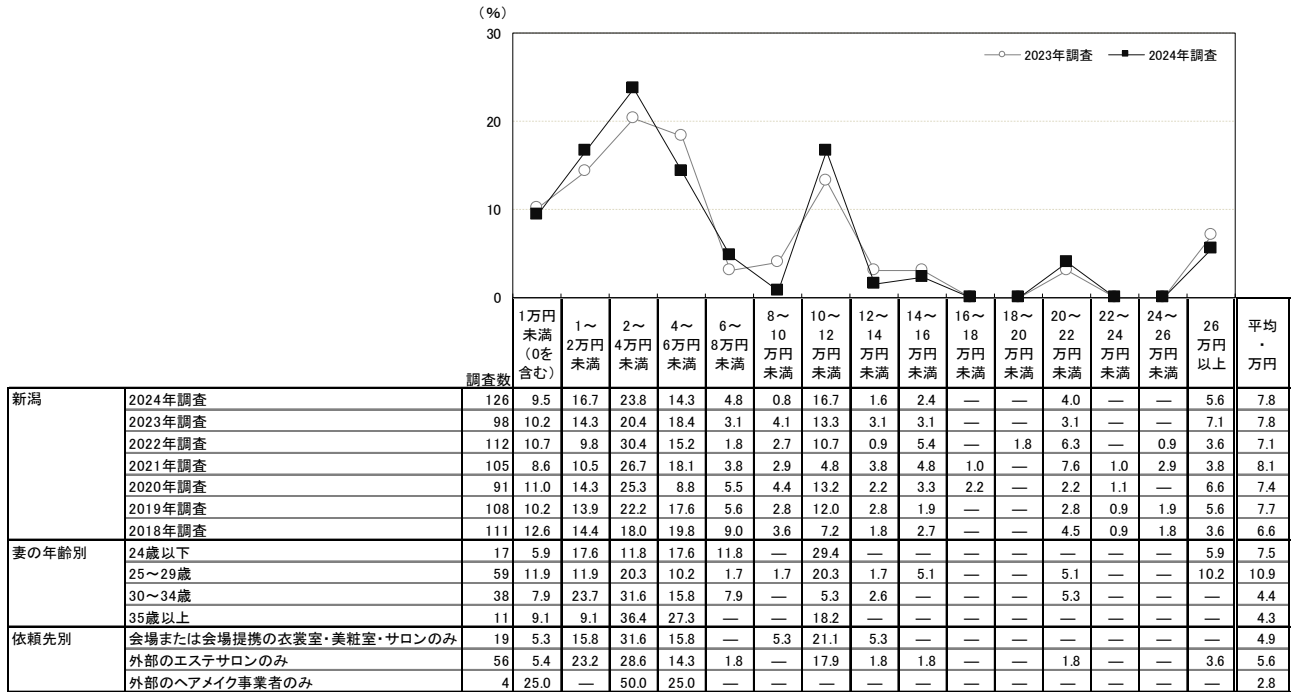 (%)
30
20
10
0
2023年調査 2024年調査
調査数 1万円未満(0を含む) 1～2万円未満 2～4万円未満 4～6万円未満 6～8万円未満 8～10万円未満 10～12万円未満 12～14万円未満 14～16万円未満 16～18万円未満 18～20万円未満 20～22万円未満 22～24万円未満 24～26万円未満 26万円以上 平均・万円
新潟 2024年調査 126 9.5 16.7 23.8 14.3 4.8 0.8 16.7 1.6 2.4 — — 4.0 — — 5.6 7.8
2023年調査 98 10.2 14.3 20.4 18.4 3.1 4.1 13.3 3.1 3.1 — — 3.1 — — 7.1 7.8
2022年調査 112 10.7 9.8 30.4 15.2 1.8 2.7 10.7 0.9 5.4 — 1.8 6.3 — 0.9 3.6 7.1
2021年調査 105 8.6 10.5 26.7 18.1 3.8 2.9 4.8 3.8 4.8 1.0 — 7.6 1.0 2.9 3.8 8.1
2020年調査 91 11.0 14.3 25.3 8.8 5.5 4.4 13.2 2.2 3.3 2.2 — 2.2 1.1 — 6.6 7.4
2019年調査 108 10.2 13.9 22.2 17.6 5.6 2.8 12.0 2.8 1.9 — — 2.8 0.9 1.9 5.6 7.7
2018年調査 111 12.6 14.4 18.0 19.8 9.0 3.6 7.2 1.8 2.7 — — 4.5 0.9 1.8 3.6 6.6
妻の年齢別 24歳以下 17 5.9 17.6 11.8 17.6 11.8 — 29.4 — — — — — — — 5.9 7.5
25～29歳 59 11.9 11.9 20.3 10.2 1.7 1.7 20.3 1.7 5.1 — — 5.1 — — 10.2 10.9
30～34歳 38 7.9 23.7 31.6 15.8 7.9 — 5.3 2.6 — — — 5.3 — — — 4.4
35歳以上 11 9.1 9.1 36.4 27.3 — — 18.2 — — — — — — — — 4.3
依頼先別 会場または会場提携の衣裳室・美粧室・サロンのみ 19 5.3 15.8 31.6 15.8 — 5.3 21.1 5.3 — — — — — — — 4.9
外部のエステサロンのみ 56 5.4 23.2 28.6 14.3 1.8 — 17.9 1.8 1.8 — — 1.8 — — 3.6 5.6
外部のヘアメイク事業者のみ 4 25.0 — 50.0 25.0 — — — — — — — — — — — 2.8